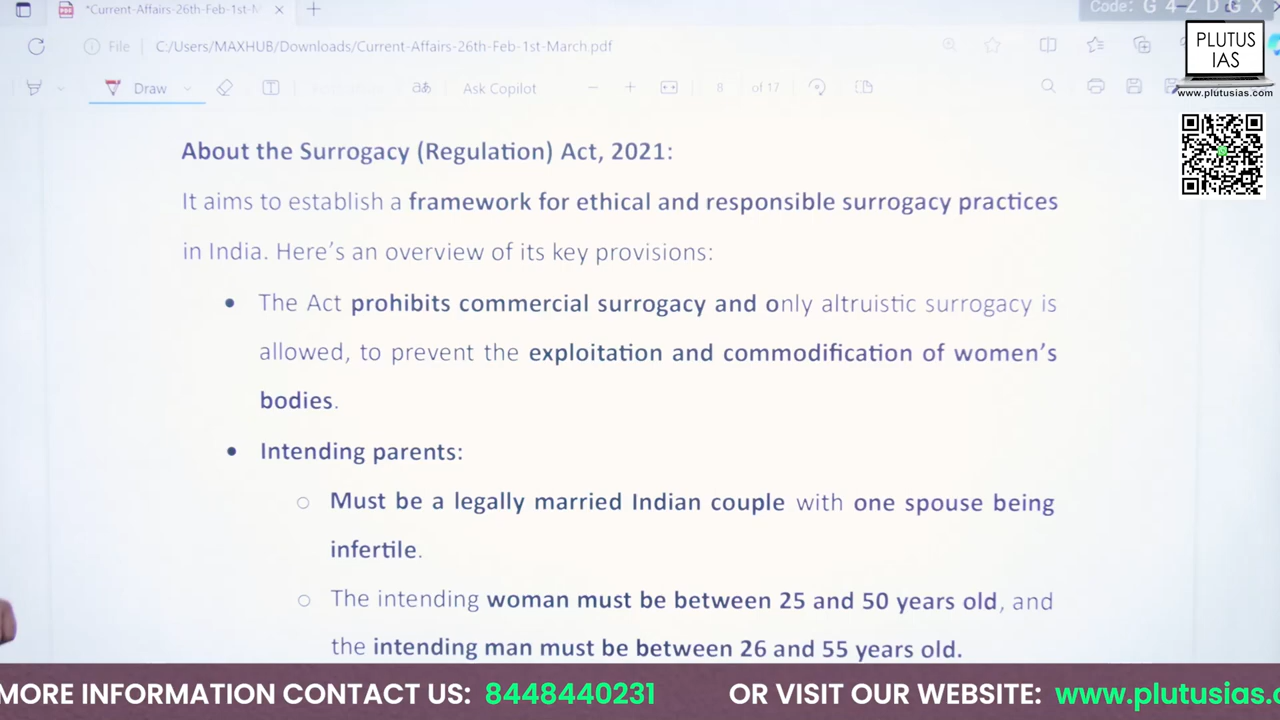 *Current-Affairs-26th-Feb-1st-M
Code: G 4-Z D G X
File C:/Users/MAXHUB/Downloads/Current-Affairs-26th-Feb-1st-March.pdf
Draw
Ask Copilot
8 of 17
PLUTUS
IAS
www.plutusias.com
About the Surrogacy (Regulation) Act, 2021:
It aims to establish a framework for ethical and responsible surrogacy practices
in India. Here's an overview of its key provisions:
• The Act prohibits commercial surrogacy and only altruistic surrogacy is
allowed, to prevent the exploitation and commodification of women's
bodies.
• Intending parents:
○ Must be a legally married Indian couple with one spouse being
infertile.
○ The intending woman must be between 25 and 50 years old, and
the intending man must be between 26 and 55 years old.
MORE INFORMATION CONTACT US: 8448440231 OR VISIT OUR WEBSITE: www.plutusias.c